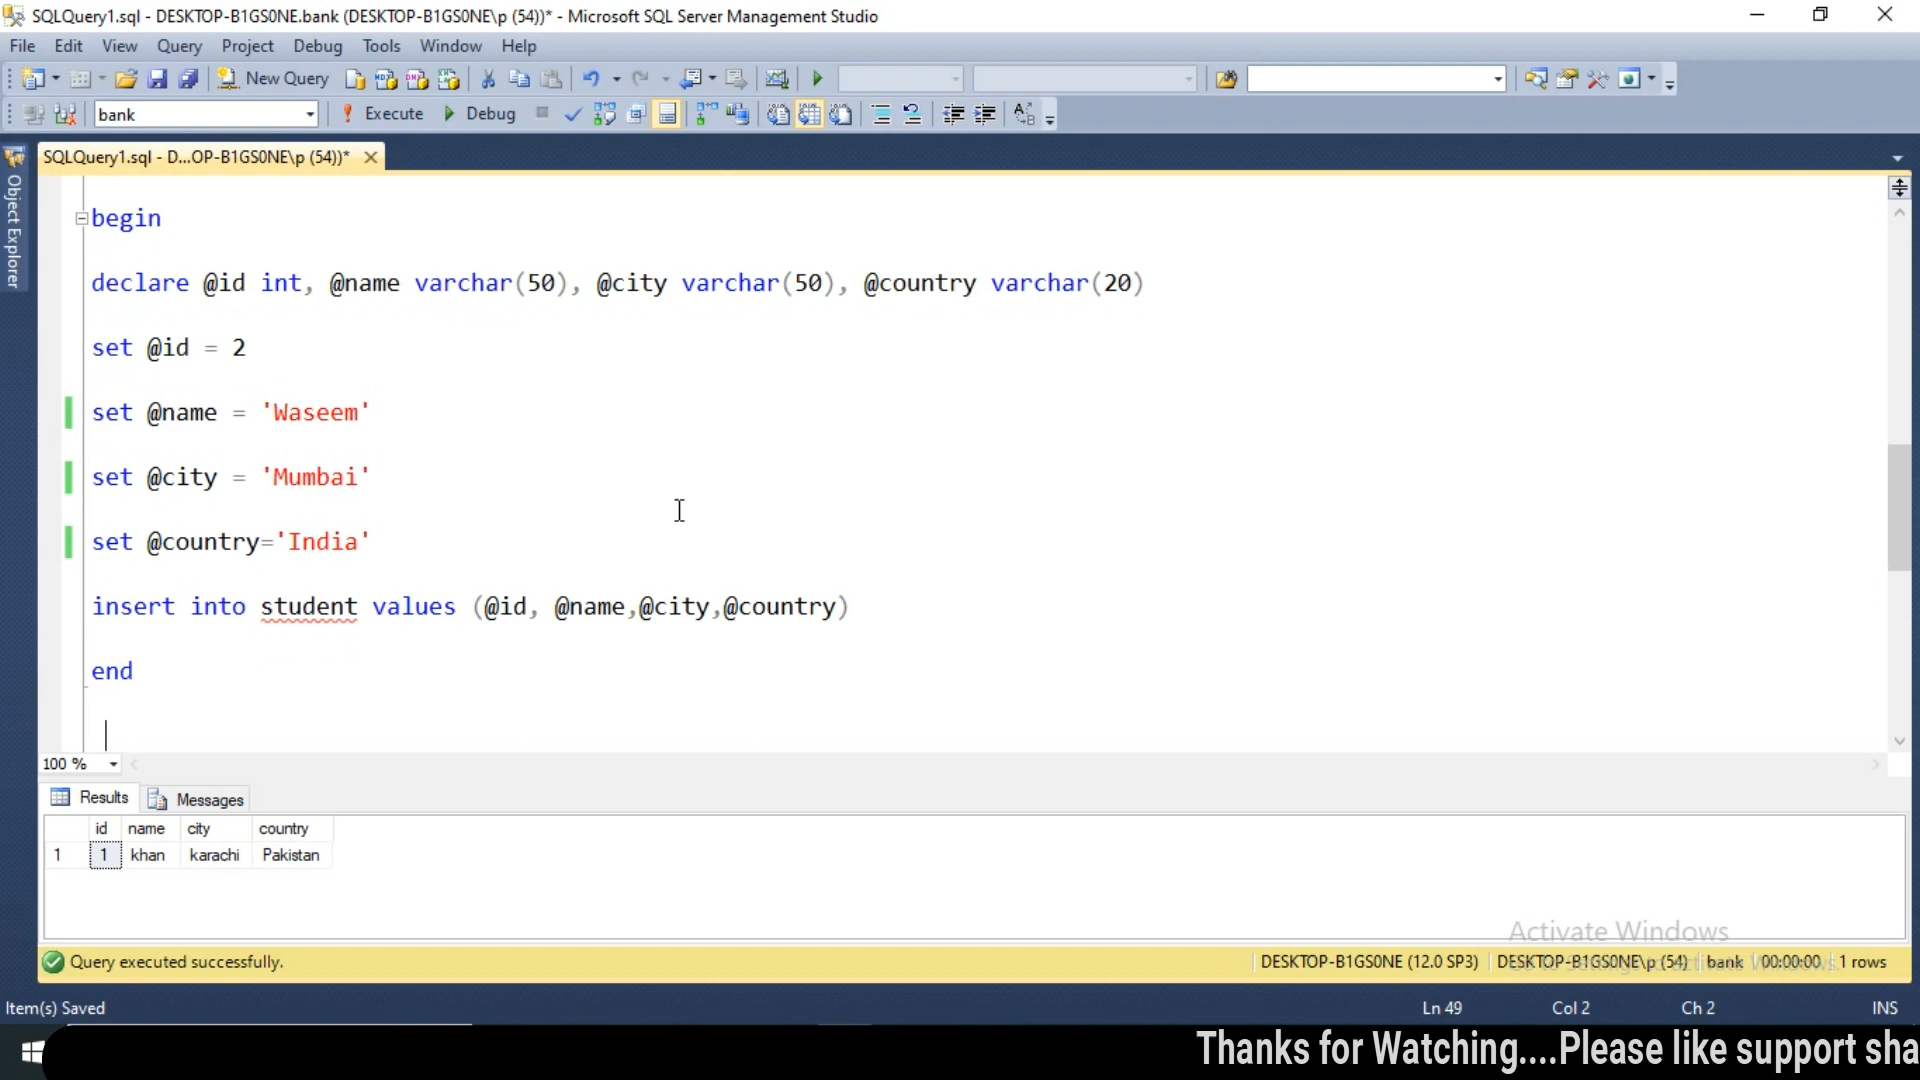 SQLQuery1.sql - DESKTOP-B1GS0NE.bank (DESKTOP-B1GS0NE\p (54))* - Microsoft SQL Server Management Studio
File Edit View Query Project Debug Tools Window Help
New Query
bank Execute Debug
SQLQuery1.sql - D...OP-B1GS0NE\p (54))*
Object Explorer
begin
declare @id int, @name varchar(50), @city varchar(50), @country varchar(20)
set @id = 2
set @name = 'Waseem'
set @city = 'Mumbai'
set @country='India'
insert into student values (@id, @name,@city,@country)
end
100 %
Results Messages
id name city country
1 1 khan karachi Pakistan
Activate Windows
Query executed successfully. DESKTOP-B1GS0NE (12.0 SP3) DESKTOP-B1GS0NE\p (54) bank 00:00:00 1 rows
Item(s) Saved Ln 49 Col 2 Ch 2 INS
Thanks for Watching....Please like support sha